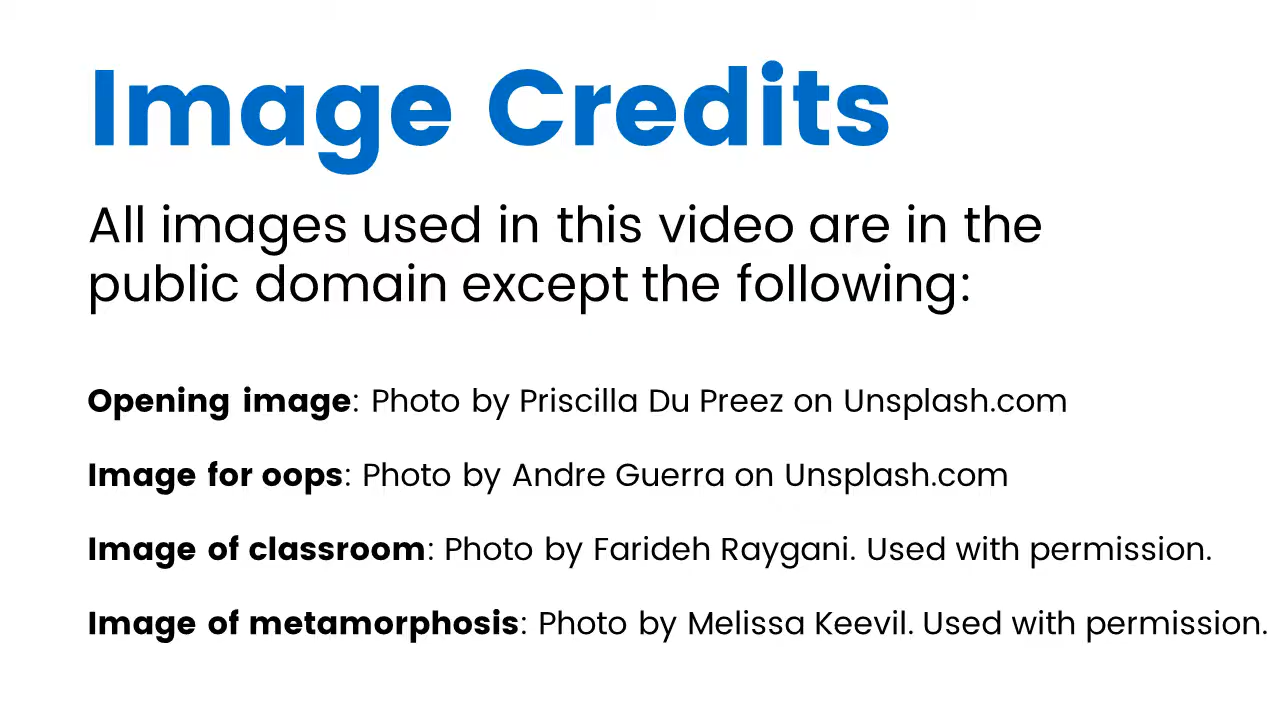 Image Credits
All images used in this video are in the
public domain except the following:
Opening image: Photo by Priscilla Du Preez on Unsplash.com
Image for oops: Photo by Andre Guerra on Unsplash.com
Image of classroom: Photo by Farideh Raygani. Used with permission.
Image of metamorphosis: Photo by Melissa Keevil. Used with permission.